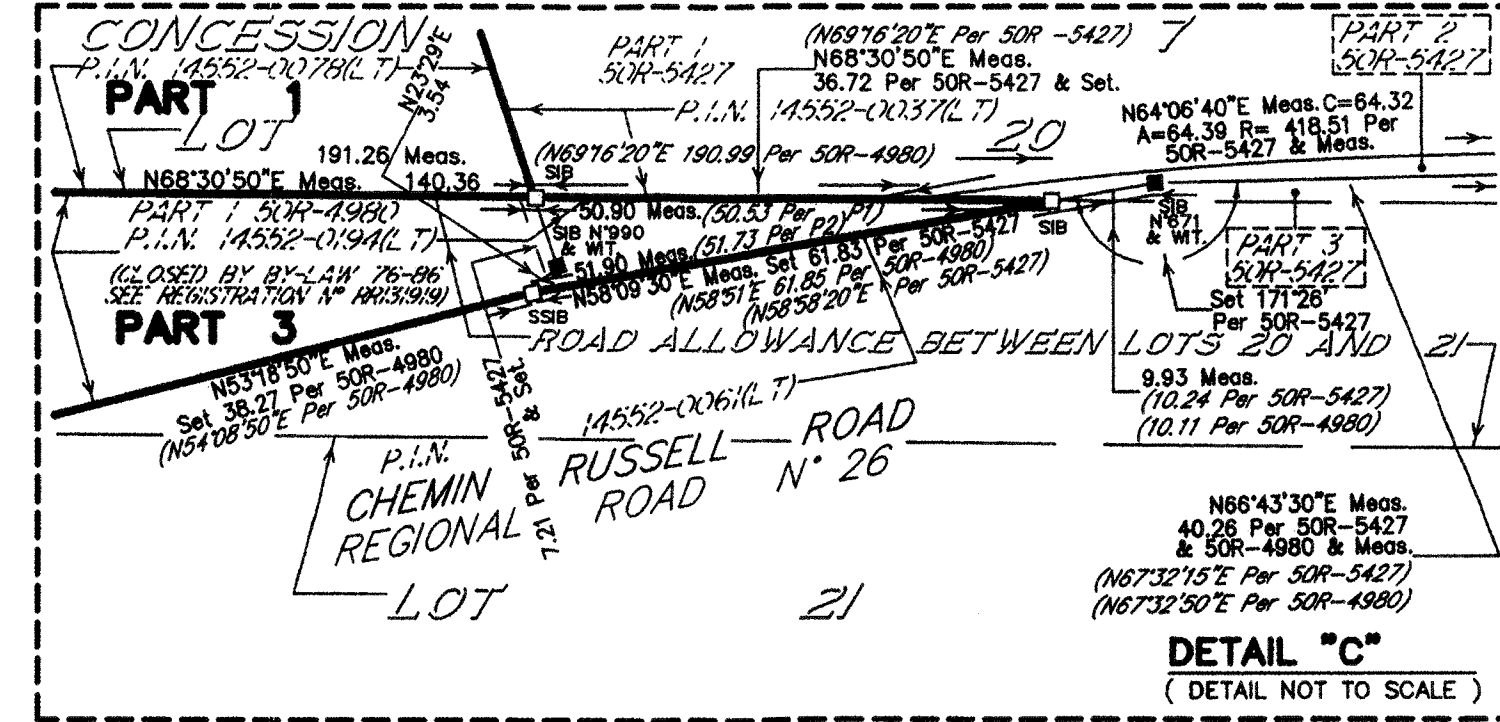 CONCESSION
7
P.I.N. 14552-0078(LT)
PART 1
LOT
20
N23°29'E
3.54
PART 1
50R-5427
P.I.N. 14552-0037(LT)
(N69°16'20"E Per 50R -5427)
N68°30'50"E Meas.
36.72 Per 50R-5427 & Set.
PART 2
50R-5427
N64°06'40"E Meas. C=64.32
A=64.39 R= 418.51 Per
50R-5427 & Meas.
191.26 Meas.
(N69°16'20"E 190.99 Per 50R-4980)
N68°30'50"E Meas. 140.36
SIB
PART 1 50R-4980
P.I.N. 14552-0194(LT)
(CLOSED BY BY-LAW 76-86
SEE REGISTRATION N° RR13919)
PART 3
50.90 Meas. (50.53 Per P1)
SIB N°990
& WIT.
51.90 Meas. (51.73 Per P2)
N58°09'30"E Meas. Set 61.83 Per 50R-5427
(N58°51'E 61.85 Per 50R-4980)
(N58°58'20"E Per 50R-5427)
SSIB
SIB
SIB
N°671
& WIT.
PART 3
50R-5427
Set 171°26'
Per 50R-5427
ROAD ALLOWANCE BETWEEN LOTS 20 AND 21
N53°18'50"E Meas.
Set 38.27 Per 50R-4980
(N54°08'50"E Per 50R-4980)
7.21 Per 50R-5427 & Set.
9.93 Meas.
(10.24 Per 50R-5427)
(10.11 Per 50R-4980)
P.I.N. 14552-0061(LT)
CHEMIN RUSSELL ROAD
REGIONAL ROAD N° 26
LOT 21
N66°43'30"E Meas.
40.26 Per 50R-5427
& 50R-4980 & Meas.
(N67°32'15"E Per 50R-5427)
(N67°32'50"E Per 50R-4980)
DETAIL "C"
( DETAIL NOT TO SCALE )